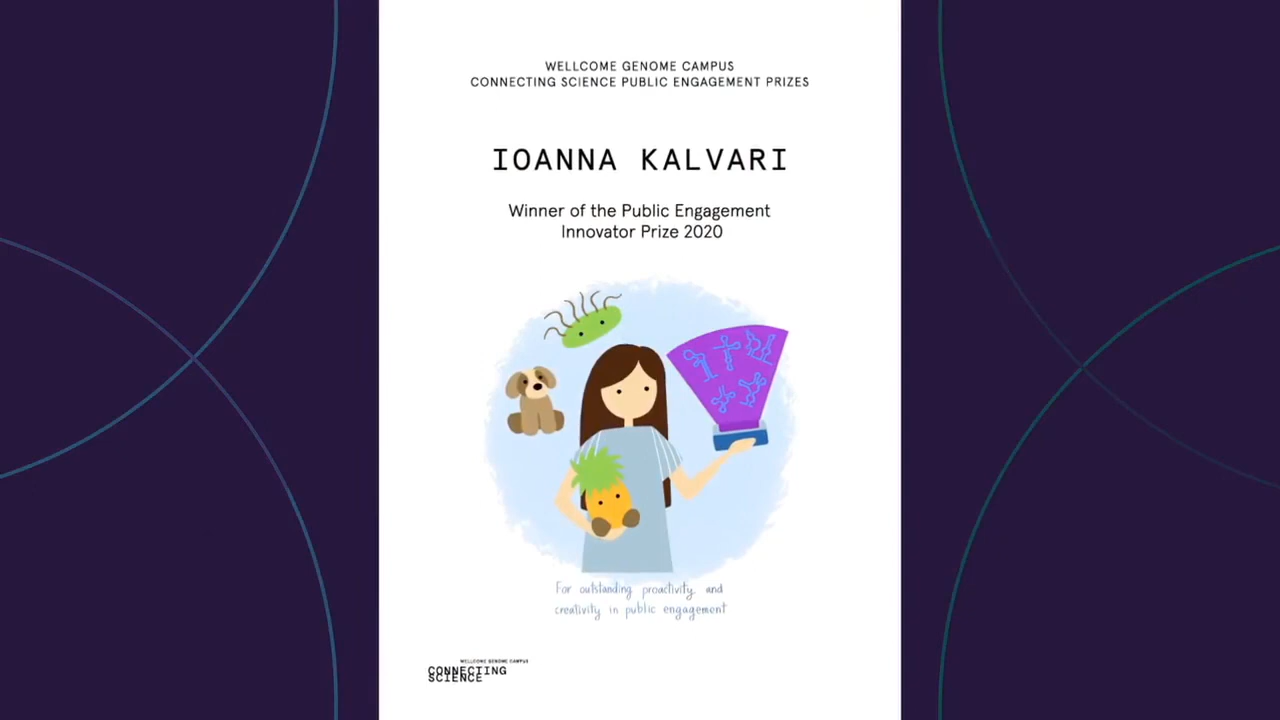 WELLCOME GENOME CAMPUS
CONNECTING SCIENCE PUBLIC ENGAGEMENT PRIZES
IOANNA KALVARI
Winner of the Public Engagement
Innovator Prize 2020
For outstanding proactivity and
creativity in public engagement
WELLCOME GENOME CAMPUS
CONNECTING
SCIENCE